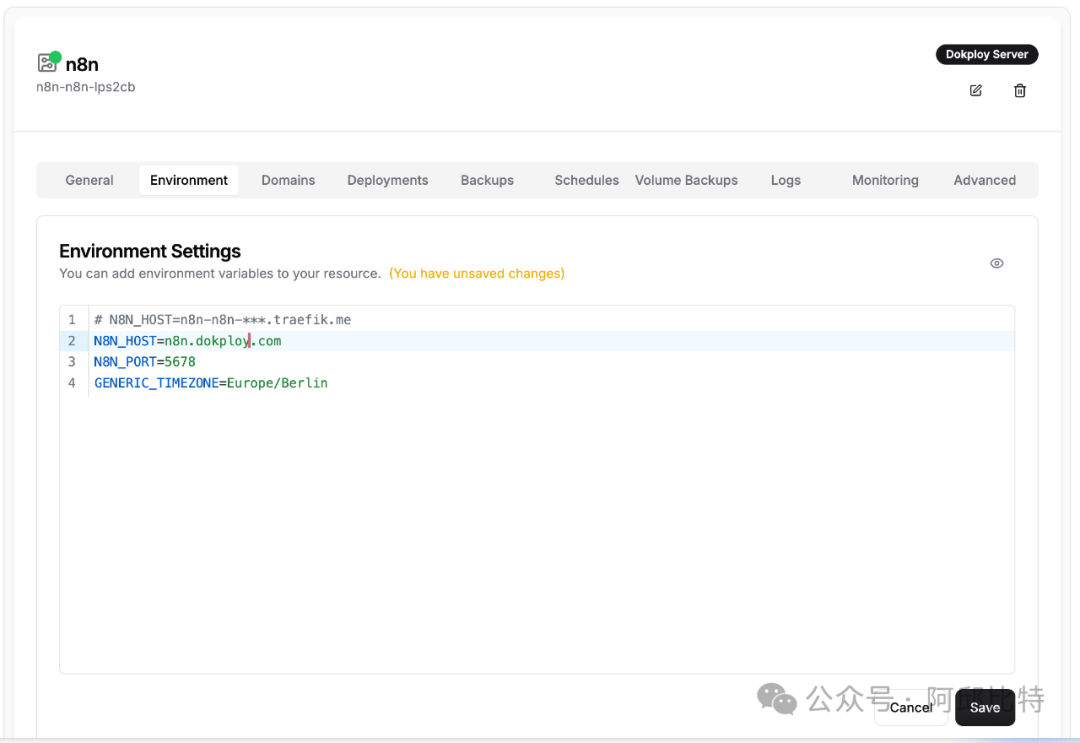 n8n
Dokploy Server
n8n-n8n-lps2cb
General Environment Domains Deployments Backups Schedules Volume Backups Logs Monitoring Advanced
Environment Settings
You can add environment variables to your resource. (You have unsaved changes)
1 # N8N_HOST=n8n-n8n-***.traefik.me
2 N8N_HOST=n8n.dokploy.com
3 N8N_PORT=5678
4 GENERIC_TIMEZONE=Europe/Berlin
公众号 · 阿邱比特
Cancel Save